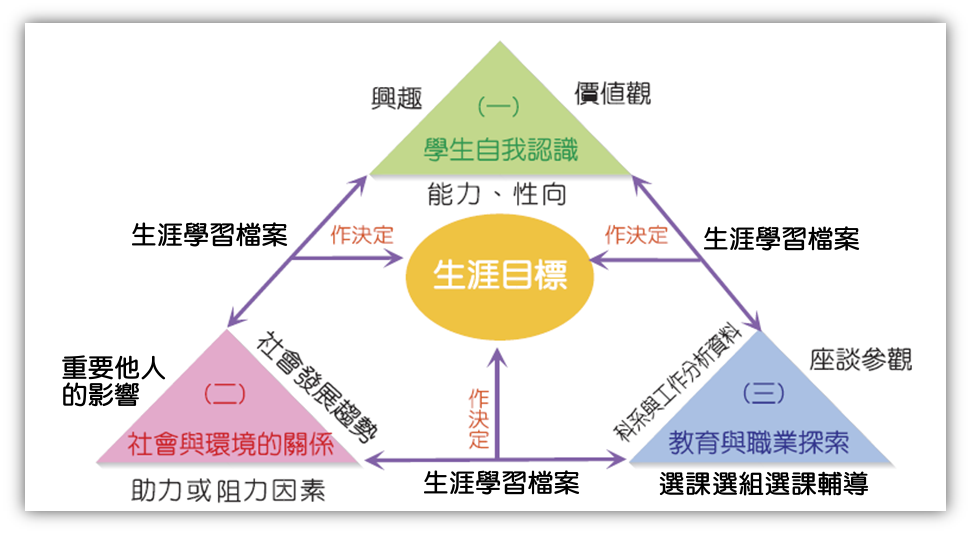 興趣
價值觀
(一)
學生自我認識
能力、性向
生涯學習檔案
作決定
作決定
生涯學習檔案
生涯目標
重要他人
的影響
社會發展趨勢
(二)
社會與環境的關係
助力或阻力因素
作決定
生涯學習檔案
科系與工作分析資料
座談參觀
(三)
教育與職業探索
選課選組選課輔導